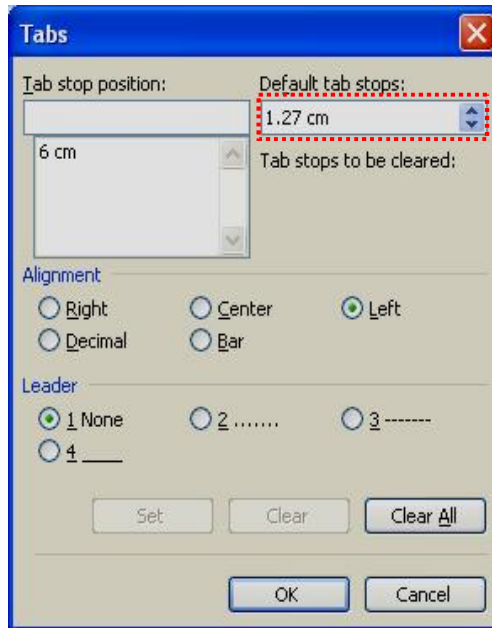 Tabs
Tab stop position: Default tab stops:
1.27 cm
6 cm
Tab stops to be cleared:
Alignment
Right Center Left
Decimal Bar
Leader
1 None 2 ....... 3 -------
4 ____
Set Clear Clear All
OK Cancel